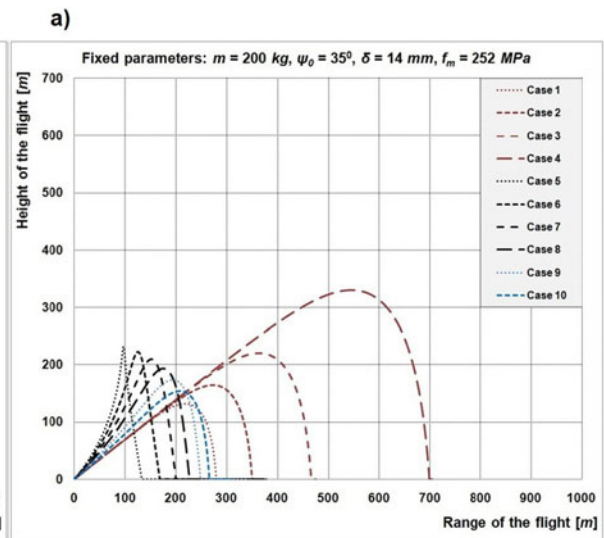 a)
Fixed parameters: m = 200 kg, ψ₀ = 35⁰, δ = 14 mm, fₘ = 252 MPa
Height of the flight [m]
700
600
500
400
300
200
100
0
0 100 200 300 400 500 600 700 800 900 1000
Range of the flight [m]
Case 1
Case 2
Case 3
Case 4
Case 5
Case 6
Case 7
Case 8
Case 9
Case 10
]